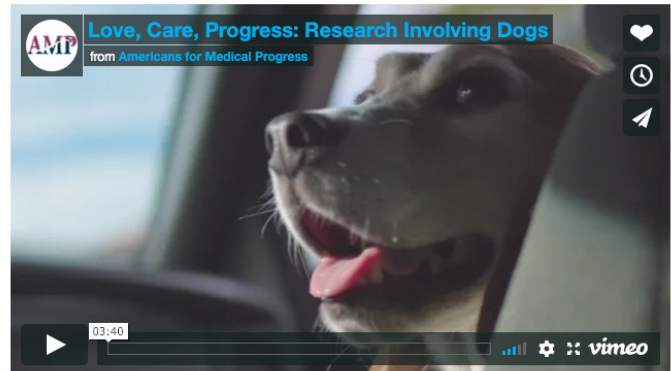 AMP
Love, Care, Progress: Research Involving Dogs
from Americans for Medical Progress
03:40
vimeo